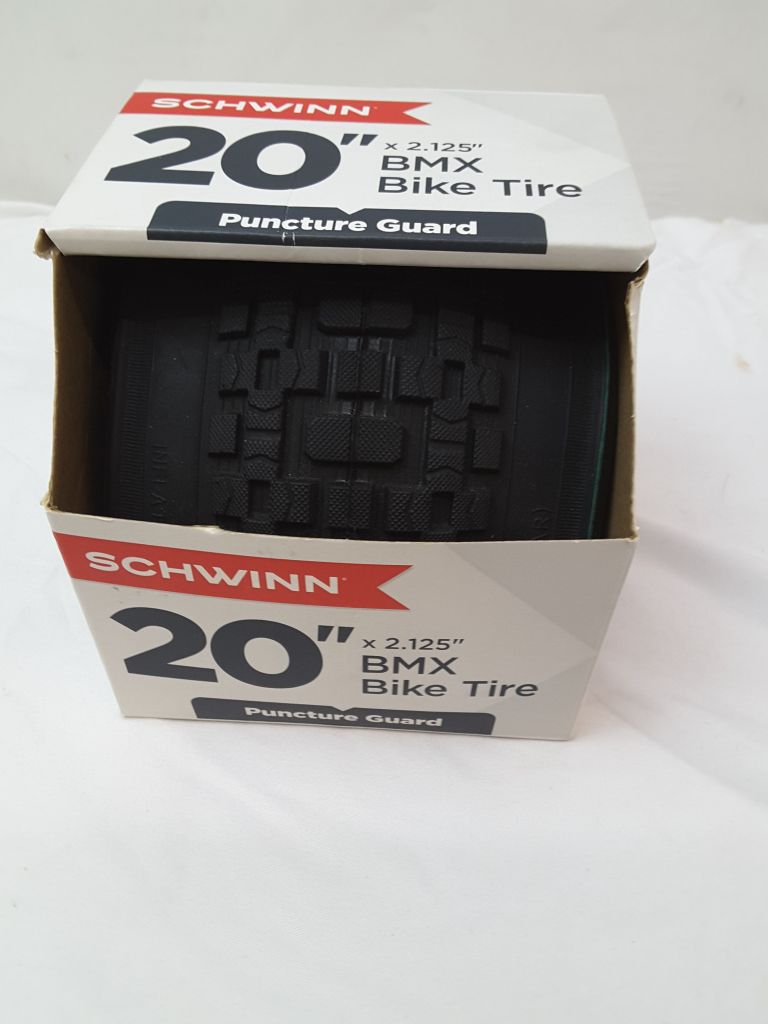 SCHWINN
20" x 2.125"
BMX
Bike Tire
Puncture Guard
SCHWINN
20" x 2.125"
BMX
Bike Tire
Puncture Guard